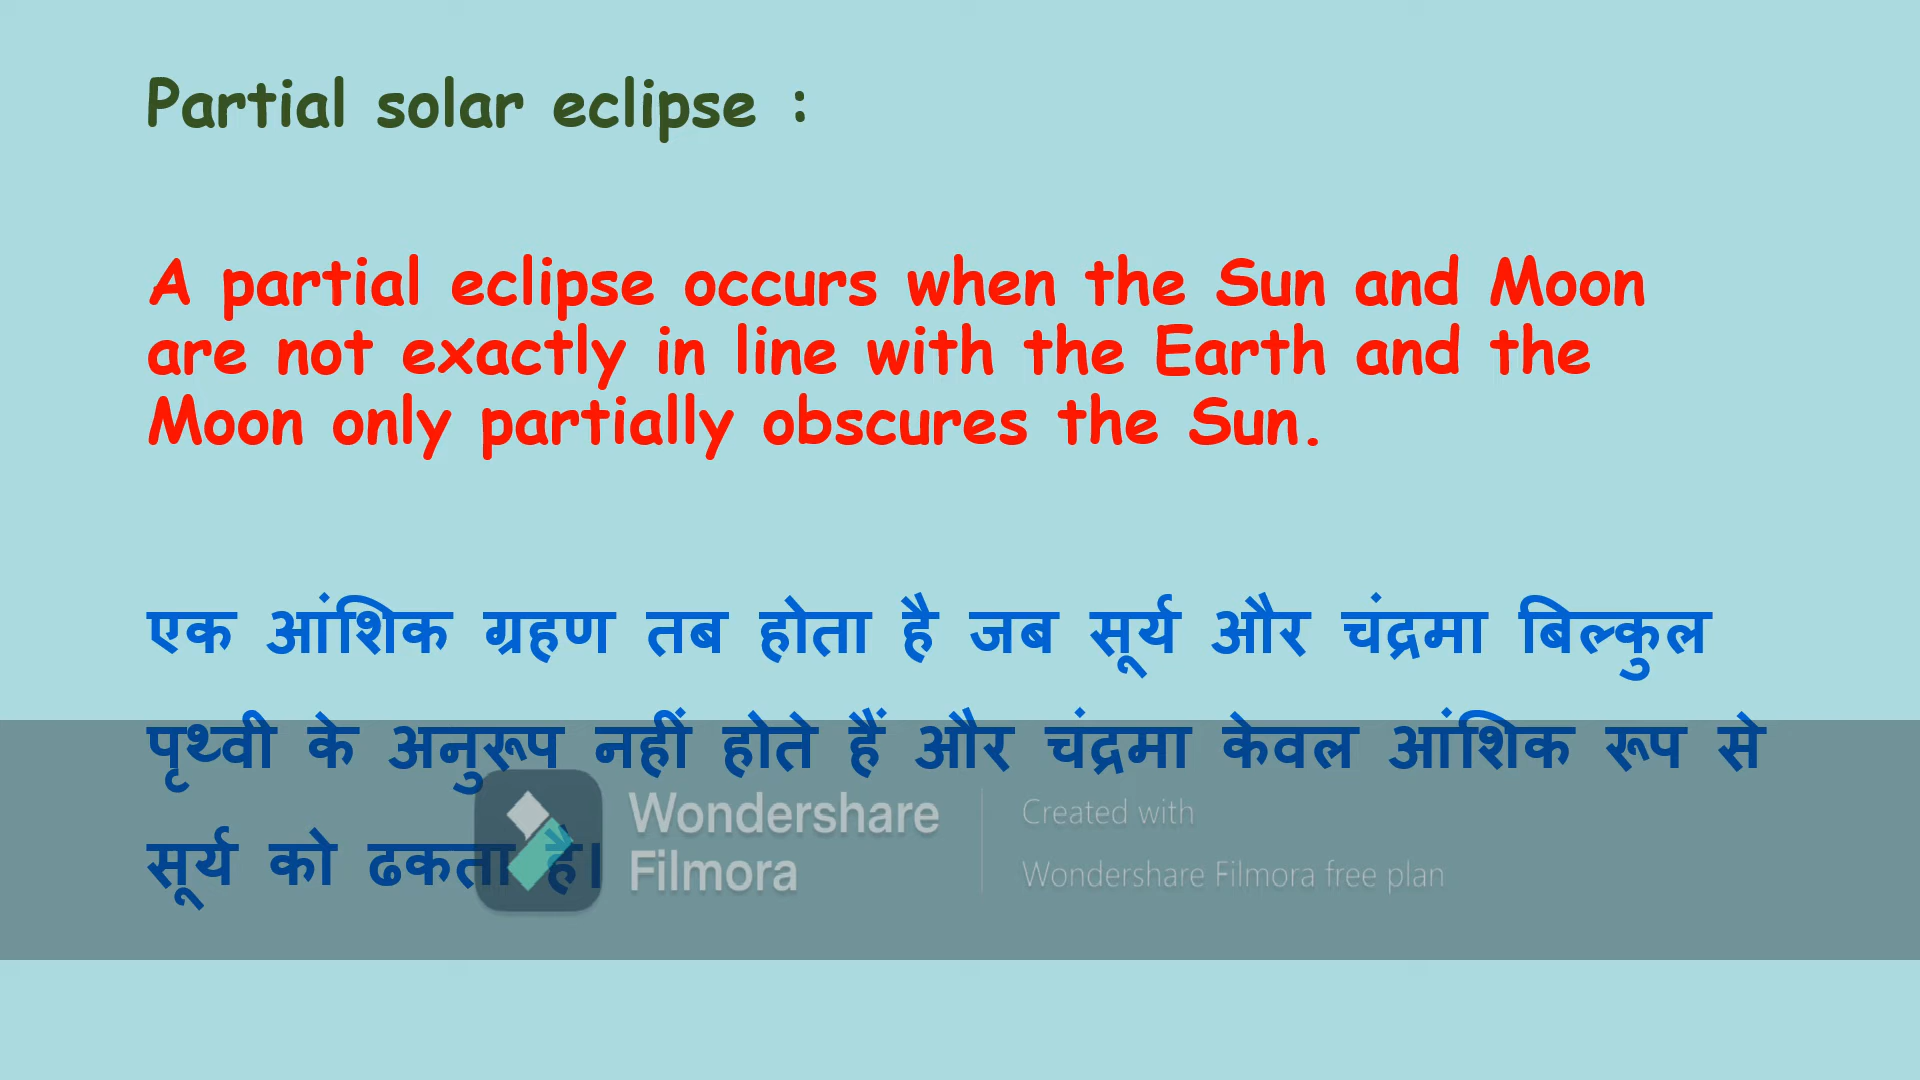 Partial solar eclipse :
A partial eclipse occurs when the Sun and Moon
are not exactly in line with the Earth and the
Moon only partially obscures the Sun.
एक आंशिक ग्रहण तब होता है जब सूर्य और चंद्रमा बिल्कुल
पृथ्वी के अनुरूप नहीं होते हैं और चंद्रमा केवल आंशिक रूप से
सूर्य को ढकता है।
Wondershare
Filmora
Created with
Wondershare Filmora free plan